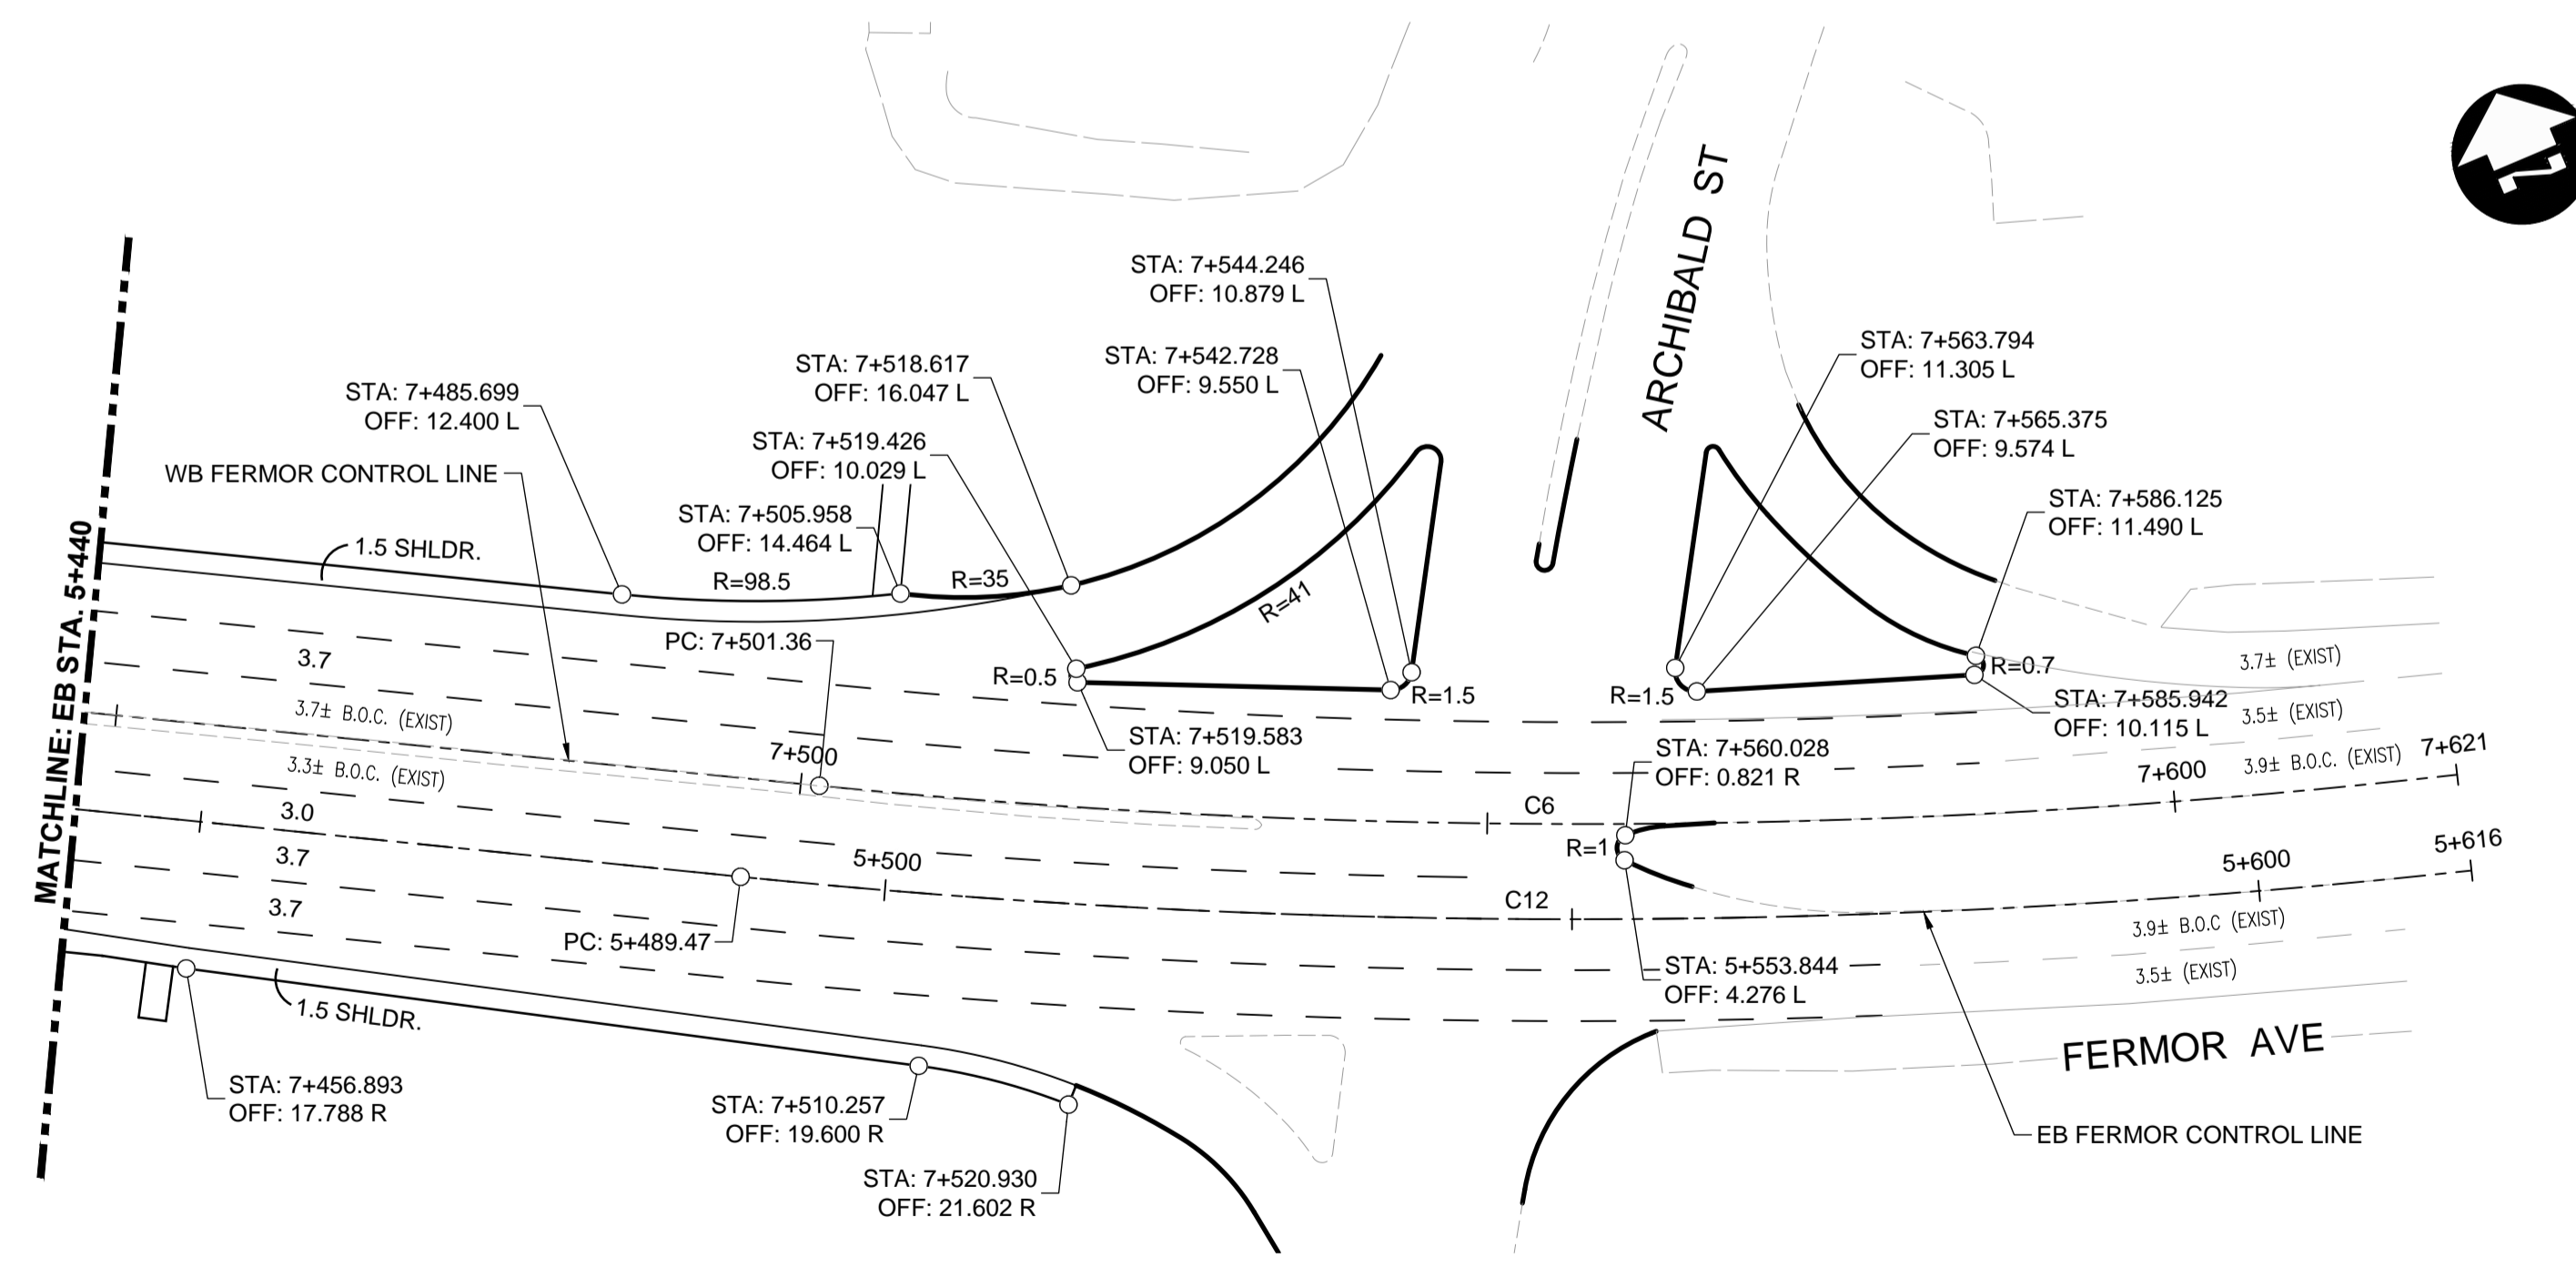 STA: 7+544.246
OFF: 10.879 L
ARCHIBALD ST
STA: 7+542.728
OFF: 9.550 L
STA: 7+518.617
OFF: 16.047 L
STA: 7+563.794
OFF: 11.305 L
STA: 7+485.699
OFF: 12.400 L
STA: 7+519.426
OFF: 10.029 L
STA: 7+565.375
OFF: 9.574 L
WB FERMOR CONTROL LINE
STA: 7+505.958
OFF: 14.464 L
STA: 7+586.125
OFF: 11.490 L
MATCHLINE: EB STA. 5+440
1.5 SHLDR.
R=98.5
R=35
R=41
PC: 7+501.36
3.7
R=0.5
R=1.5
R=1.5
R=0.7
3.7± (EXIST)
STA: 7+585.942
OFF: 10.115 L
3.5± (EXIST)
3.7± B.O.C. (EXIST)
7+500
STA: 7+519.583
OFF: 9.050 L
STA: 7+560.028
OFF: 0.821 R
7+600
3.9± B.O.C. (EXIST)
7+621
3.3± B.O.C. (EXIST)
3.0
C6
R=1
3.7
5+500
5+600
5+616
3.7
C12
PC: 5+489.47
3.9± B.O.C (EXIST)
STA: 5+553.844
OFF: 4.276 L
3.5± (EXIST)
1.5 SHLDR.
FERMOR AVE
STA: 7+456.893
OFF: 17.788 R
STA: 7+510.257
OFF: 19.600 R
EB FERMOR CONTROL LINE
STA: 7+520.930
OFF: 21.602 R
N